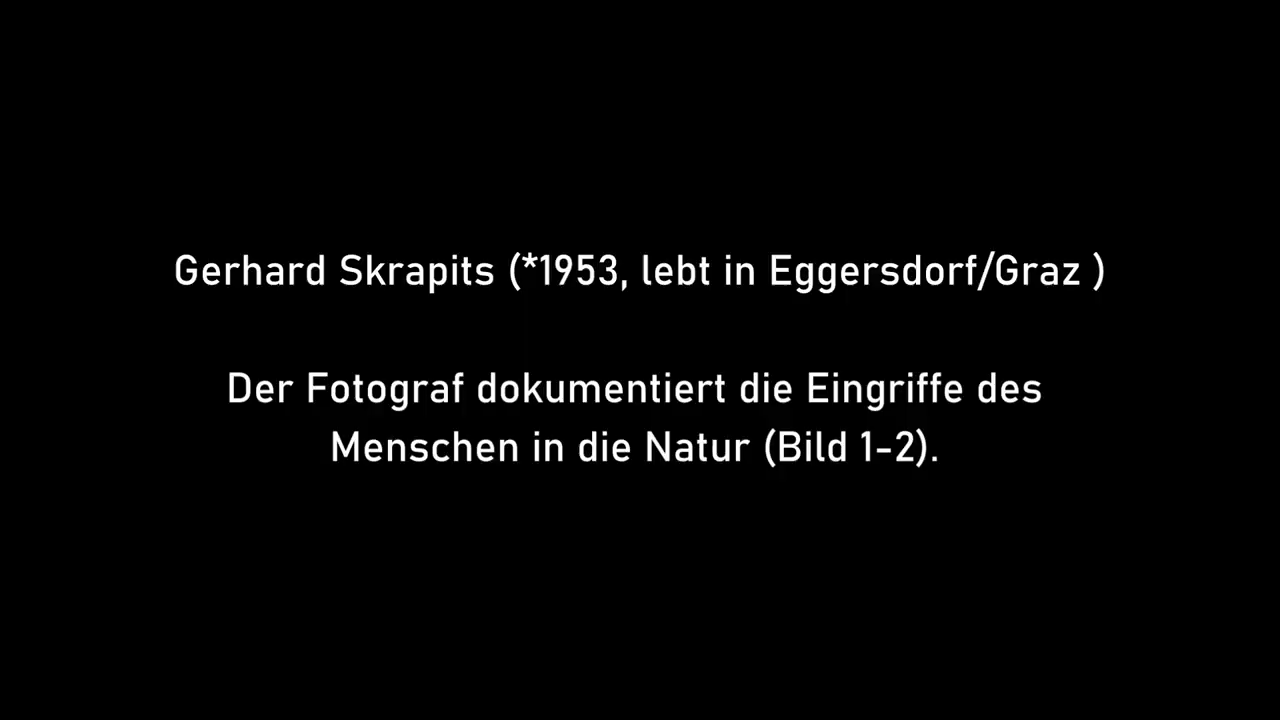 Gerhard Skrapits (*1953, lebt in Eggersdorf/Graz )
Der Fotograf dokumentiert die Eingriffe des
Menschen in die Natur (Bild 1-2).